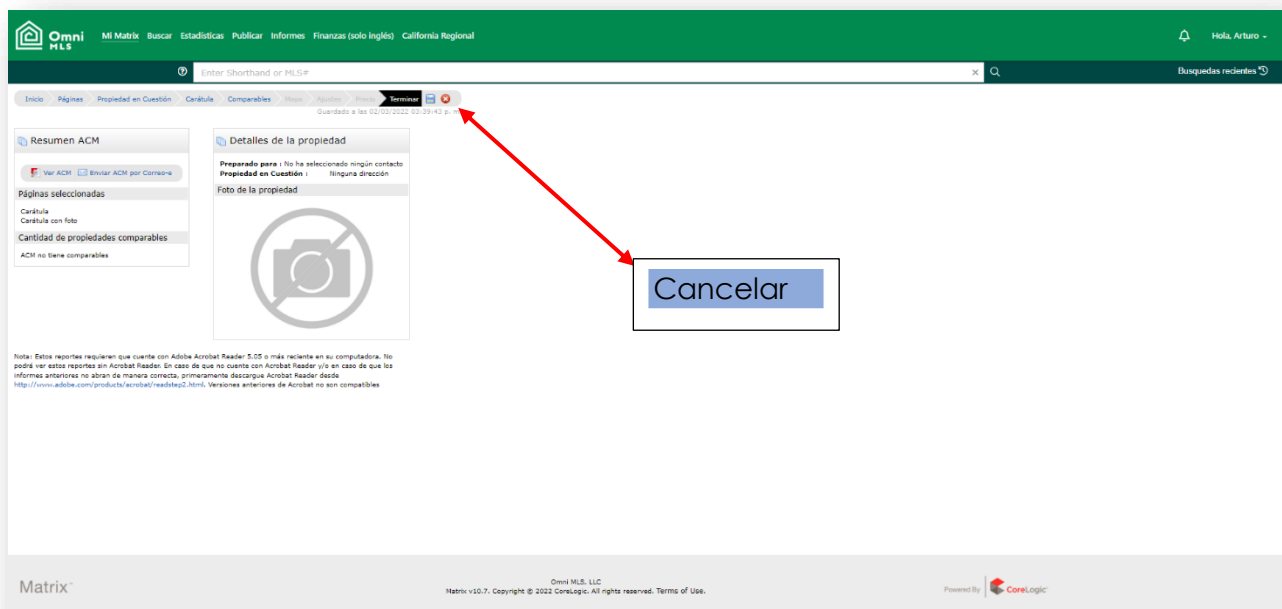 Omni
MLS
Mi Matrix Buscar Estadísticas Publicar Informes Finanzas (solo inglés) California Regional
Hola, Arturo
Enter Shorthand or MLS#
Busquedas recientes
Inicio Páginas Propiedad en Cuestión Carátula Comparables Mapa Ajustes Precio Terminar
Guardado a las 02/02/2022 03:39:43 p. m.
Resumen ACM
Ver ACM Enviar ACM por Correo-e
Páginas seleccionadas
Carátula
Carátula con foto
Cantidad de propiedades comparables
ACM no tiene comparables
Detalles de la propiedad
Preparado para : No ha seleccionado ningún contacto
Propiedad en Cuestión : Ninguna dirección
Foto de la propiedad
Cancelar
Nota: Estos reportes requieren que cuente con Adobe Acrobat Reader 5.05 o más reciente en su computadora. No
podrá ver estos reportes sin Acrobat Reader. En caso de que no cuente con Acrobat Reader y/o en caso de que los
informes anteriores no abran de manera correcta, primeramente descargue Acrobat Reader desde
http://www.adobe.com/products/acrobat/readstep2.html. Versiones anteriores de Acrobat no son compatibles
Matrix™
Omni MLS, LLC
Matrix v10.7. Copyright © 2022 CoreLogic. All rights reserved. Terms of Use.
Powered By CoreLogic